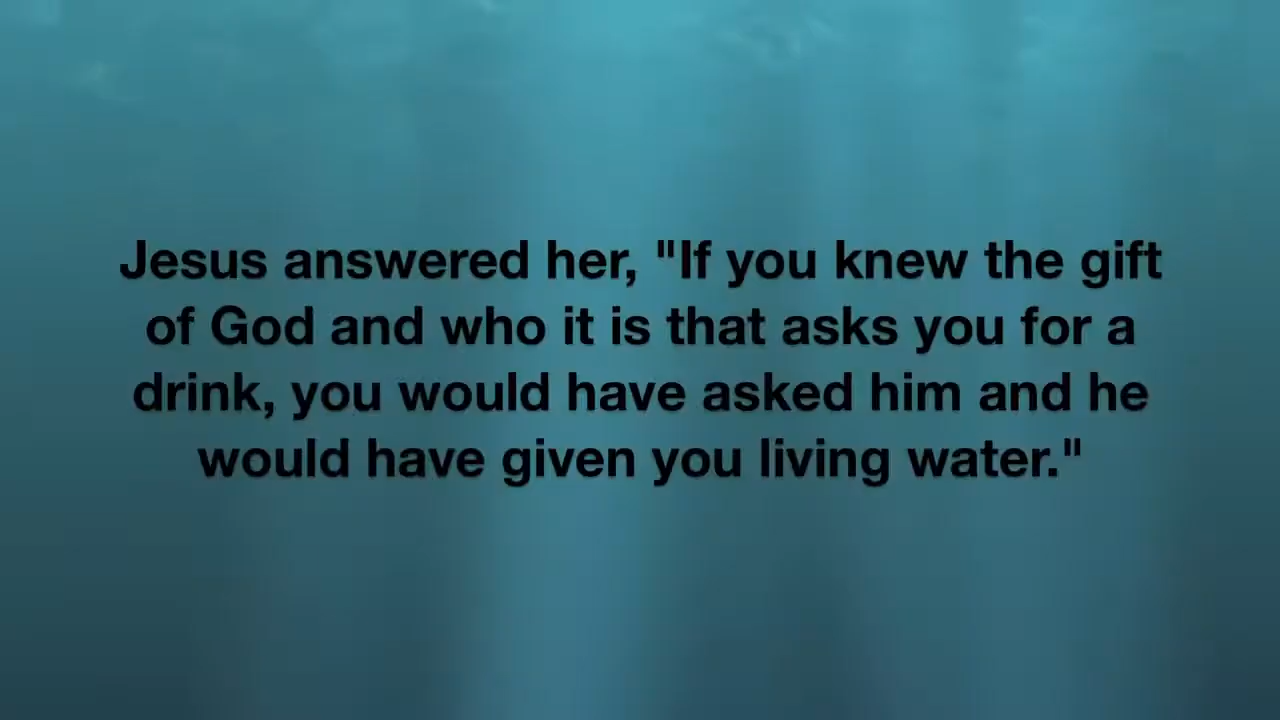 Jesus answered her, "If you knew the gift
of God and who it is that asks you for a
drink, you would have asked him and he
would have given you living water."